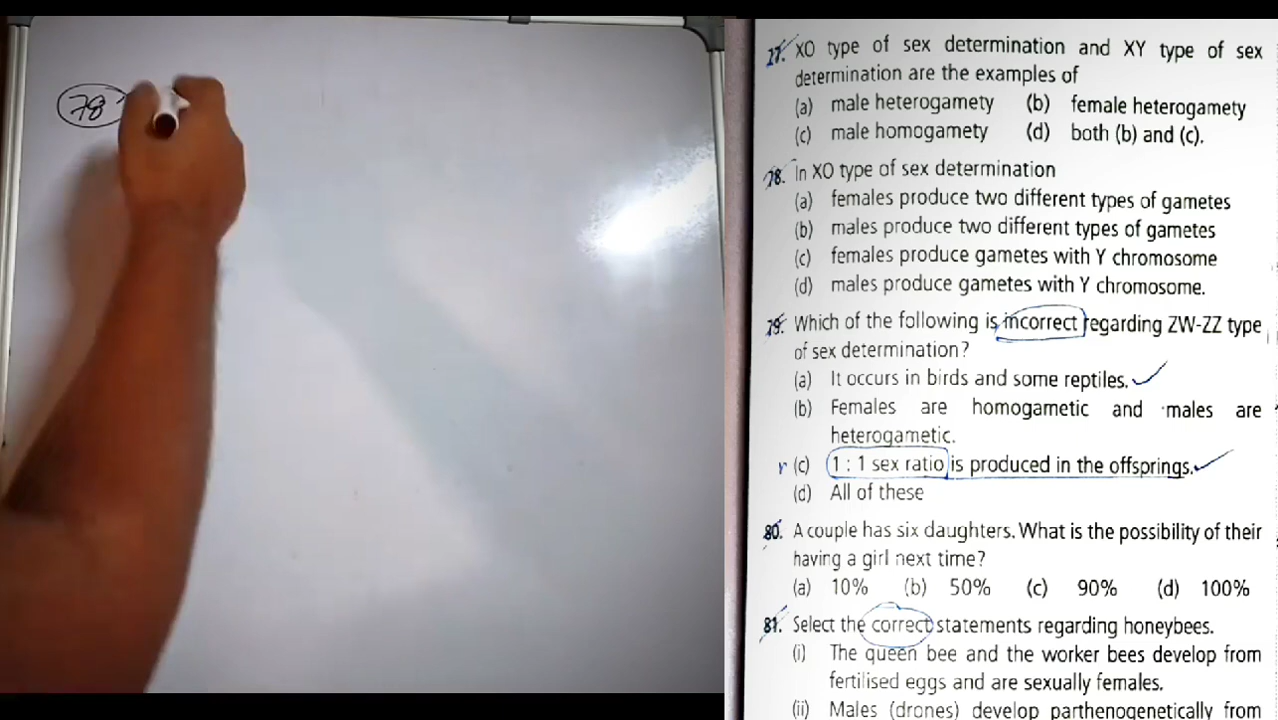 78
77. XO type of sex determination and XY type of sex
determination are the examples of
(a) male heterogamety (b) female heterogamety
(c) male homogamety (d) both (b) and (c).
78. In XO type of sex determination
(a) females produce two different types of gametes
(b) males produce two different types of gametes
(c) females produce gametes with Y chromosome
(d) males produce gametes with Y chromosome.
79. Which of the following is incorrect regarding ZW-ZZ type
of sex determination?
(a) It occurs in birds and some reptiles.
(b) Females are homogametic and males are
heterogametic.
(c) 1 : 1 sex ratio is produced in the offsprings.
(d) All of these
80. A couple has six daughters. What is the possibility of their
having a girl next time?
(a) 10% (b) 50% (c) 90% (d) 100%
81. Select the correct statements regarding honeybees.
(i) The queen bee and the worker bees develop from
fertilised eggs and are sexually females.
(ii) Males (drones) develop parthenogenetically from